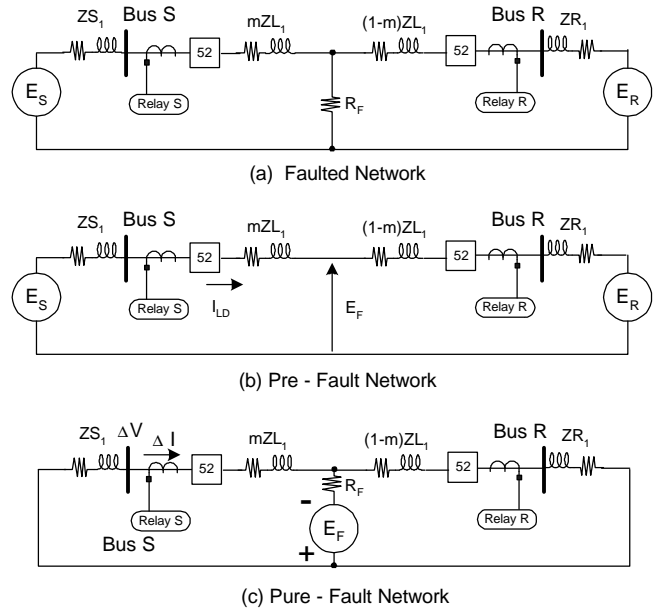 ZS1 Bus S mZL1 (1-m)ZL1 Bus R ZR1
52 52
ES Relay S RF Relay R ER
(a) Faulted Network
ZS1 Bus S mZL1 (1-m)ZL1 Bus R ZR1
52 52
ES Relay S ILD EF Relay R ER
(b) Pre - Fault Network
ZS1 ΔV ΔI mZL1 (1-m)ZL1 Bus R ZR1
52 52
Relay S RF Relay R
Bus S - EF +
(c) Pure - Fault Network